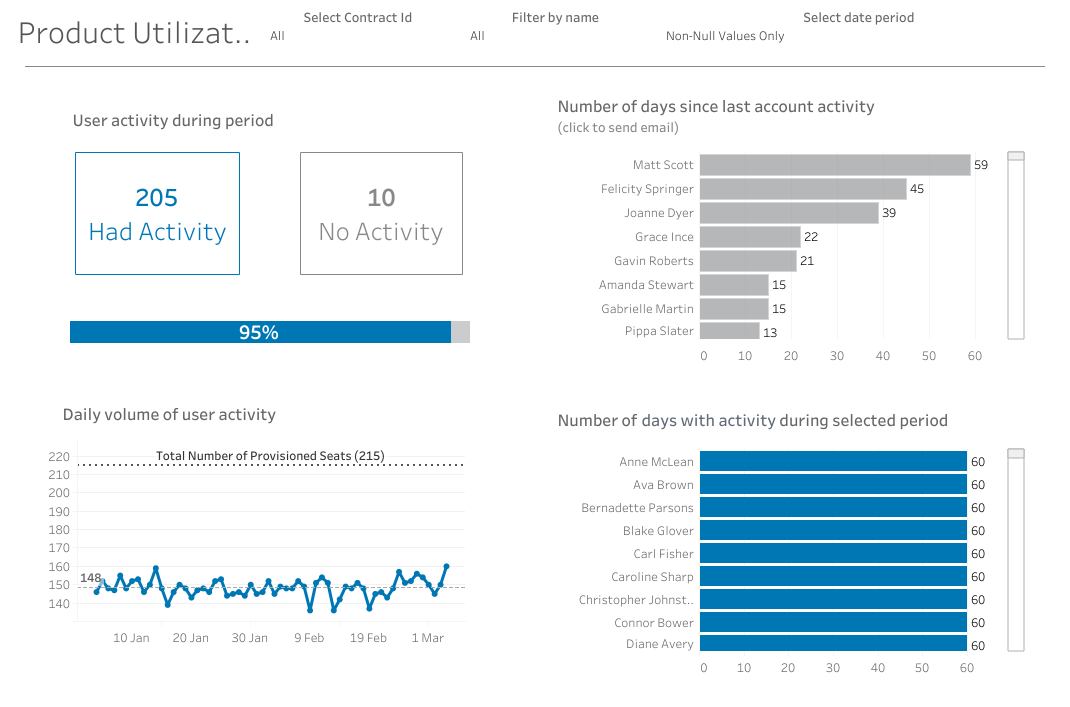 Product Utilizat..
Select Contract Id
All
Filter by name
All
Select date period
Non-Null Values Only
User activity during period
205
Had Activity
10
No Activity
95%
Number of days since last account activity
(click to send email)
Matt Scott 59
Felicity Springer 45
Joanne Dyer 39
Grace Ince 22
Gavin Roberts 21
Amanda Stewart 15
Gabrielle Martin 15
Pippa Slater 13
0 10 20 30 40 50 60
Daily volume of user activity
220
Total Number of Provisioned Seats (215)
210
200
190
180
170
160
150
148
140
10 Jan 20 Jan 30 Jan 9 Feb 19 Feb 1 Mar
Number of days with activity during selected period
Anne McLean 60
Ava Brown 60
Bernadette Parsons 60
Blake Glover 60
Carl Fisher 60
Caroline Sharp 60
Christopher Johnst.. 60
Connor Bower 60
Diane Avery 60
0 10 20 30 40 50 60